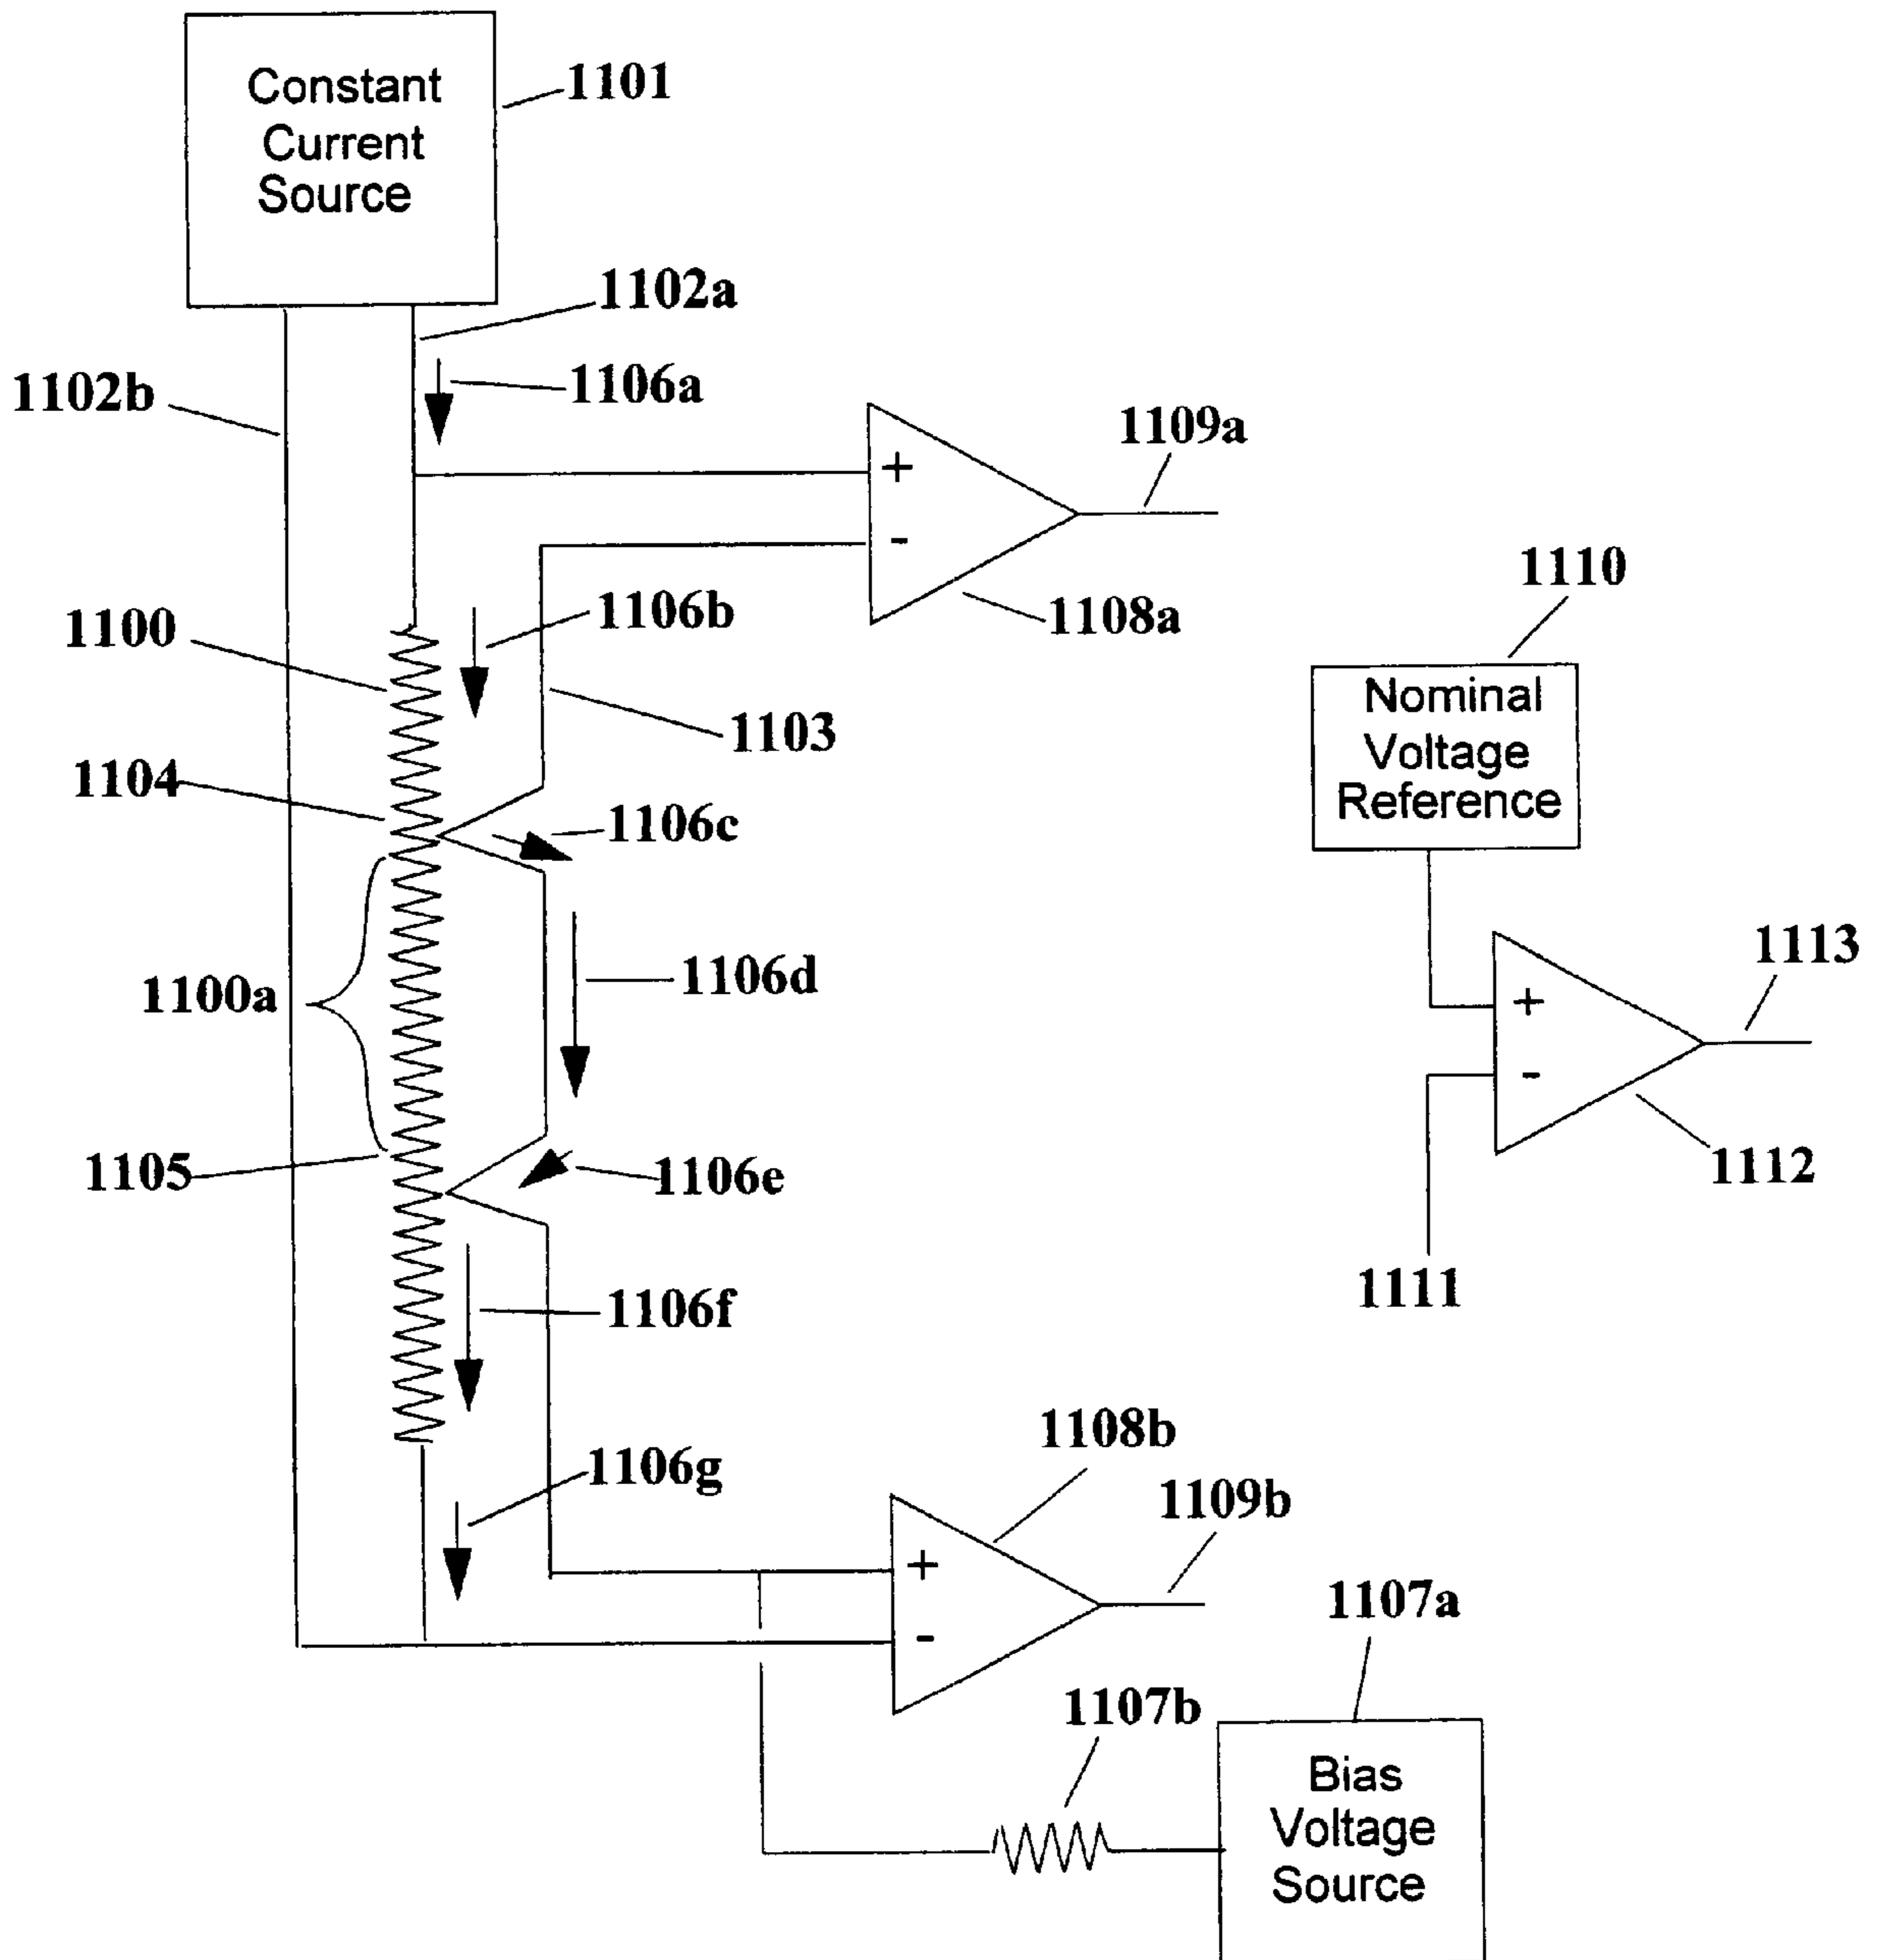 Constant
Current
Source
1101
1102a
1102b
1106a
1109a
+
-
1108a
1110
1100
1106b
1103
Nominal
Voltage
Reference
1104
1106c
1113
1100a
1106d
+
-
1105
1106e
1112
1111
1106f
1108b
1106g
1109b
+
-
1107a
1107b
Bias
Voltage
Source